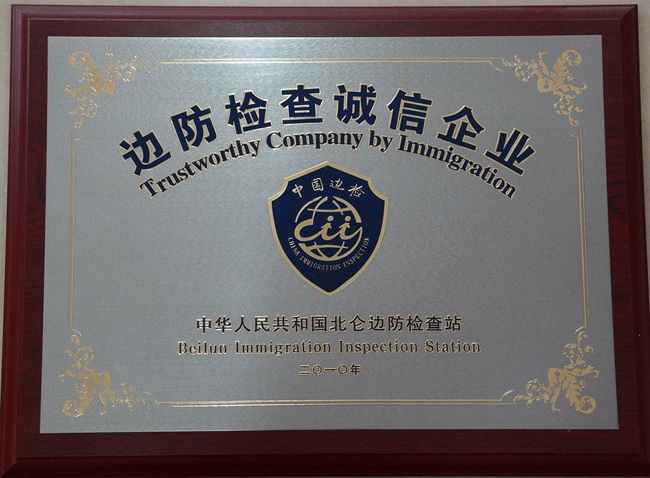 边防检查诚信企业
Trustworthy Company by Immigration
中国边检
cii
CHINA IMMIGRATION INSPECTION
中华人民共和国北仑边防检查站
Beilun Immigration Inspection Station
二〇一〇年